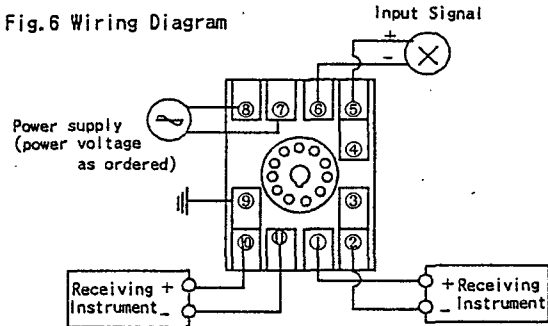 Fig.6 Wiring Diagram
Input Signal
+
-
⑧ ⑦ ⑥ ⑤
④
Power supply
(power voltage
as ordered)
⑨ ③
⑩ ⑪ ① ②
Receiving +
Instrument -
+ Receiving
- Instrument